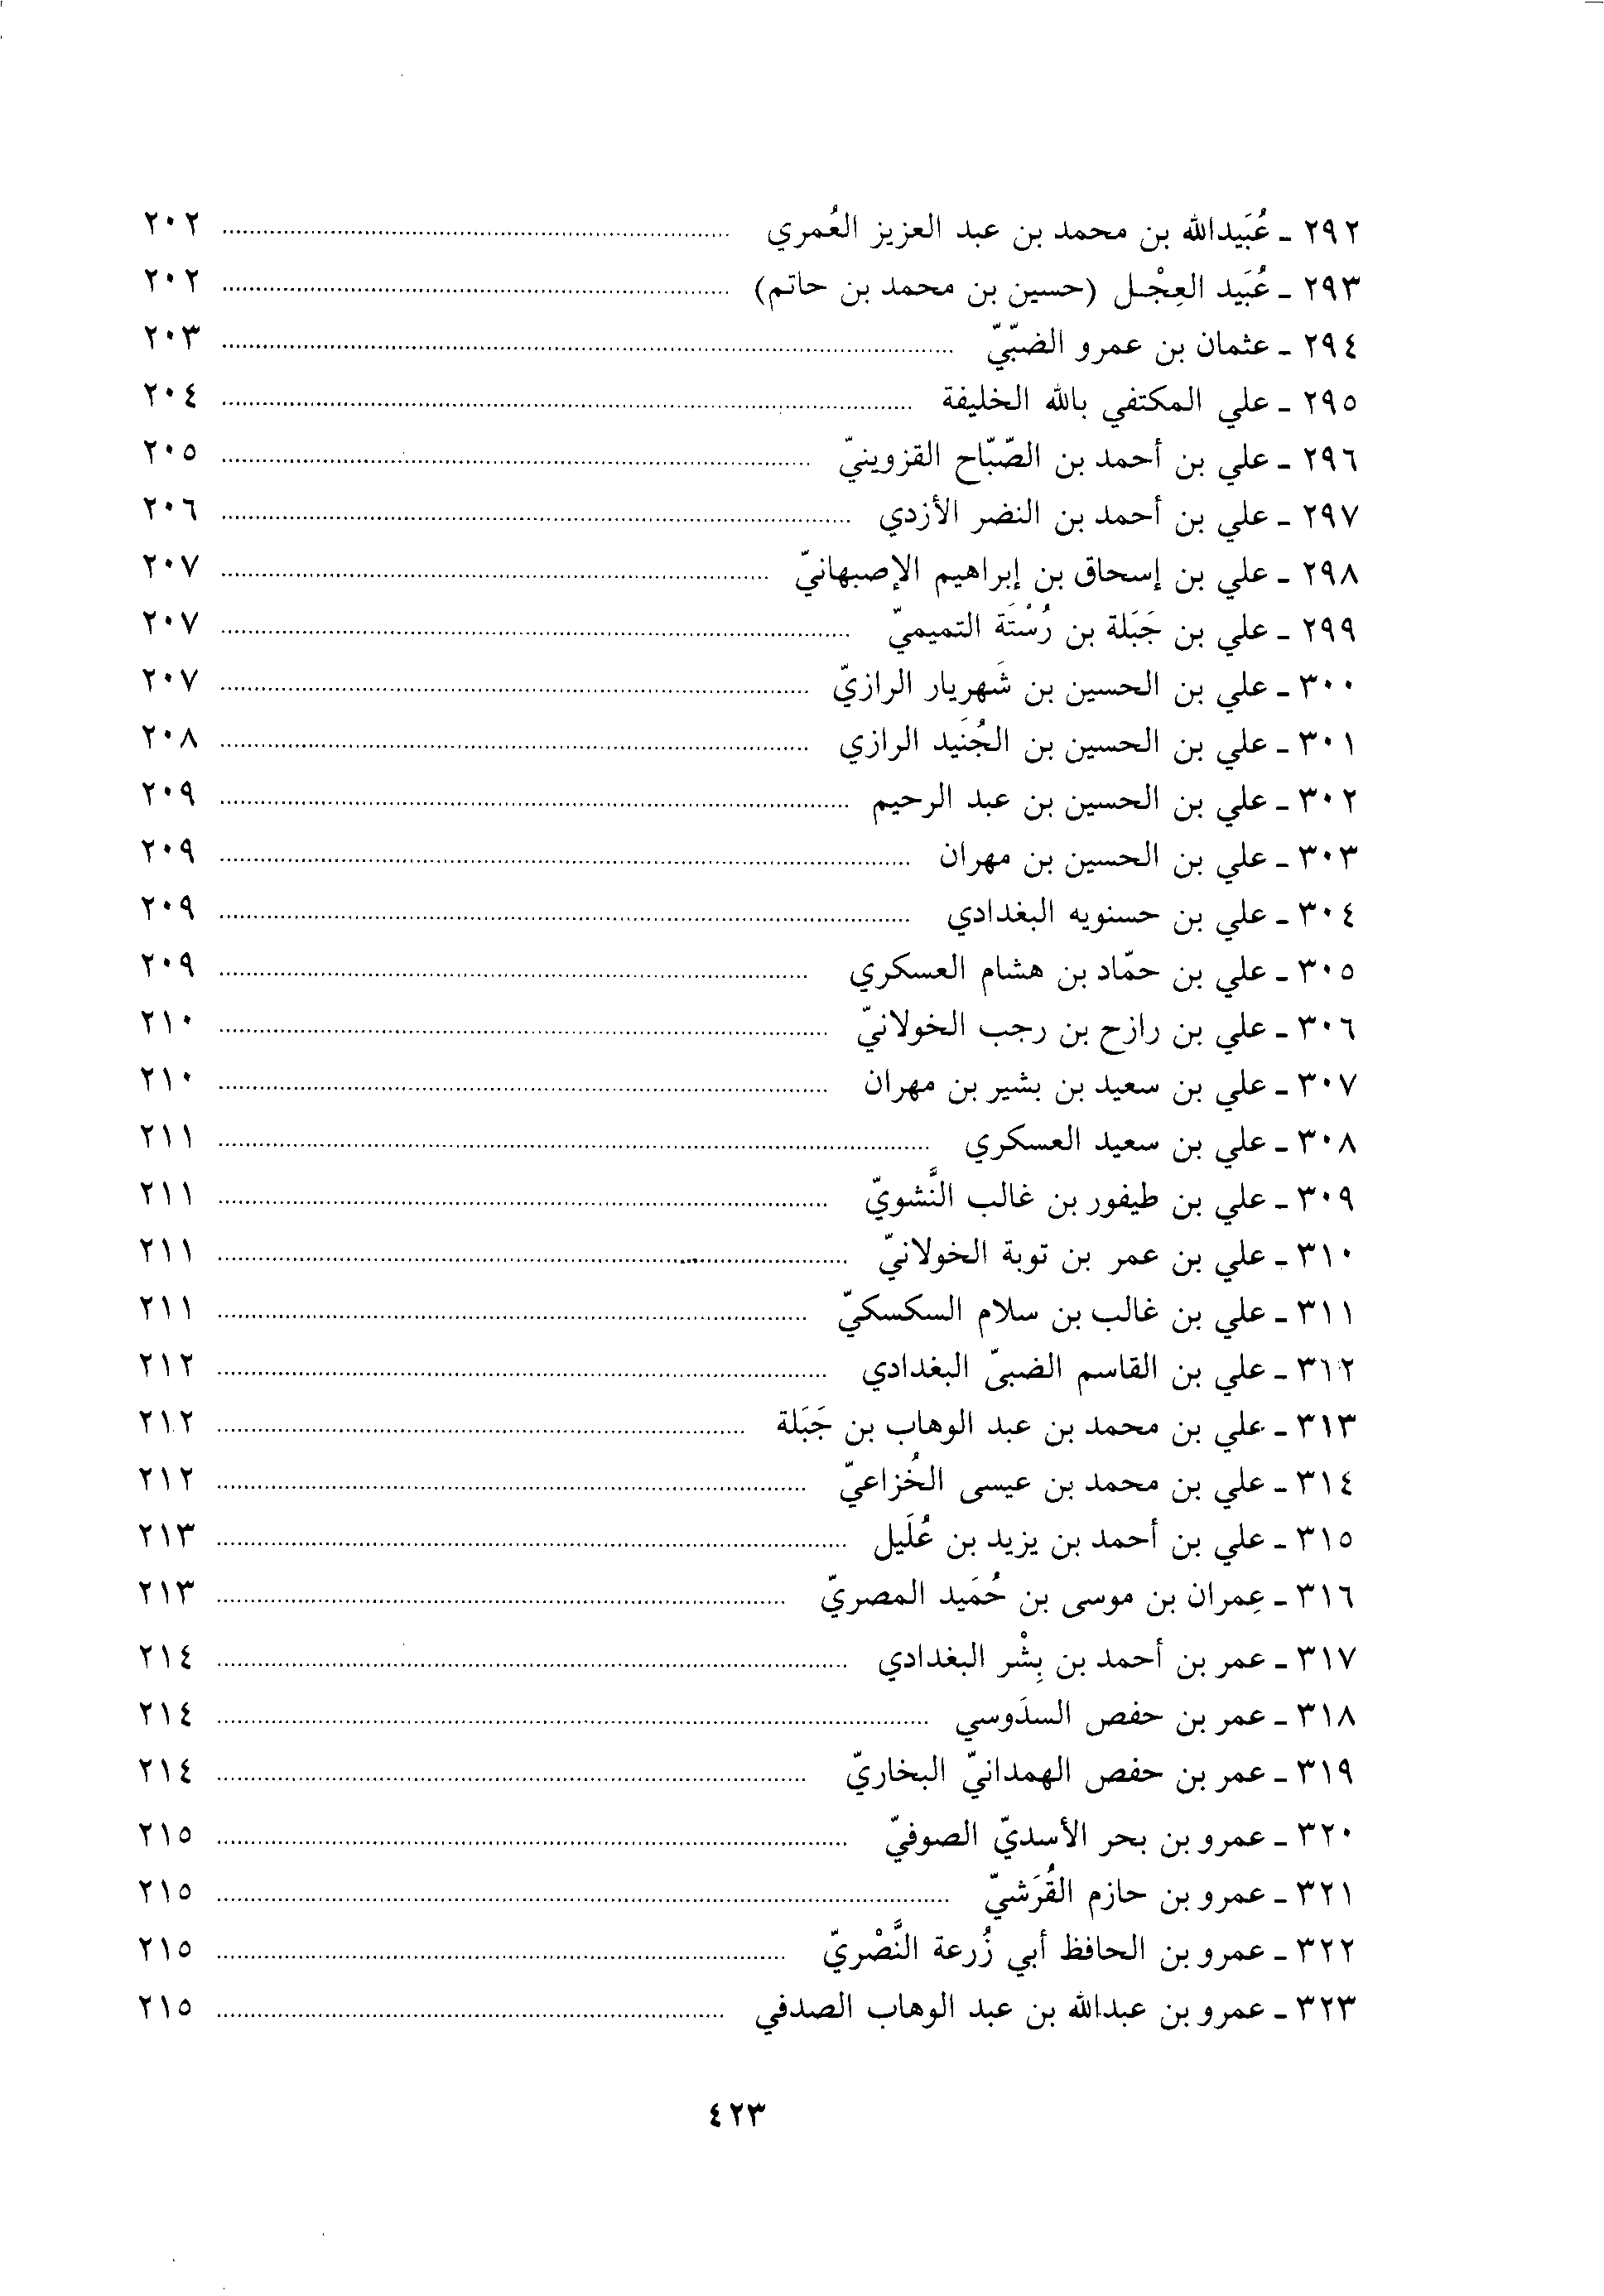 ٢٩٢ - عُبَيدالله بن محمد بن عبد العزيز العُمري ........ ٢٠٢
٢٩٣ - عُبَيد العِجْل (حسين بن محمد بن حاتم) ........ ٢٠٢
٢٩٤ - عثمان بن عمرو الضبّيّ ........ ٢٠٣
٢٩٥ - علي المكتفي بالله الخليفة ........ ٢٠٤
٢٩٦ - علي بن أحمد بن الصّبّاح القزوينيّ ........ ٢٠٥
٢٩٧ - علي بن أحمد بن النضر الأزدي ........ ٢٠٦
٢٩٨ - علي بن إسحاق بن إبراهيم الإصبهانيّ ........ ٢٠٧
٢٩٩ - علي بن جَبَلة بن رُسْتَة التميميّ ........ ٢٠٧
٣٠٠ - علي بن الحسين بن شَهريار الرازيّ ........ ٢٠٧
٣٠١ - علي بن الحسين بن الجُنَيد الرازي ........ ٢٠٨
٣٠٢ - علي بن الحسين بن عبد الرحيم ........ ٢٠٩
٣٠٣ - علي بن الحسين بن مهران ........ ٢٠٩
٣٠٤ - علي بن حسنويه البغدادي ........ ٢٠٩
٣٠٥ - علي بن حمّاد بن هشام العسكري ........ ٢٠٩
٣٠٦ - علي بن رازح بن رجب الخولانيّ ........ ٢١٠
٣٠٧ - علي بن سعيد بن بشير بن مهران ........ ٢١٠
٣٠٨ - علي بن سعيد العسكري ........ ٢١١
٣٠٩ - علي بن طيفور بن غالب النَّشويّ ........ ٢١١
٣١٠ - علي بن عمر بن توبة الخولانيّ ........ ٢١١
٣١١ - علي بن غالب بن سلام السكسكيّ ........ ٢١١
٣١٢ - علي بن القاسم الضبىّ البغدادي ........ ٢١٢
٣١٣ - علي بن محمد بن عبد الوهاب بن جَبَلة ........ ٢١٢
٣١٤ - علي بن محمد بن عيسى الخُزاعيّ ........ ٢١٢
٣١٥ - علي بن أحمد بن يزيد بن عُلَيل ........ ٢١٣
٣١٦ - عِمران بن موسى بن حُمَيد المصريّ ........ ٢١٣
٣١٧ - عمر بن أحمد بن بِشْر البغدادي ........ ٢١٤
٣١٨ - عمر بن حفص السدَوسي ........ ٢١٤
٣١٩ - عمر بن حفص الهمدانيّ البخاريّ ........ ٢١٤
٣٢٠ - عمرو بن بحر الأسديّ الصوفيّ ........ ٢١٥
٣٢١ - عمرو بن حازم القُرَشيّ ........ ٢١٥
٣٢٢ - عمرو بن الحافظ أبي زُرعة النَّصْريّ ........ ٢١٥
٣٢٣ - عمرو بن عبدالله بن عبد الوهاب الصدفي ........ ٢١٥
٤٢٣